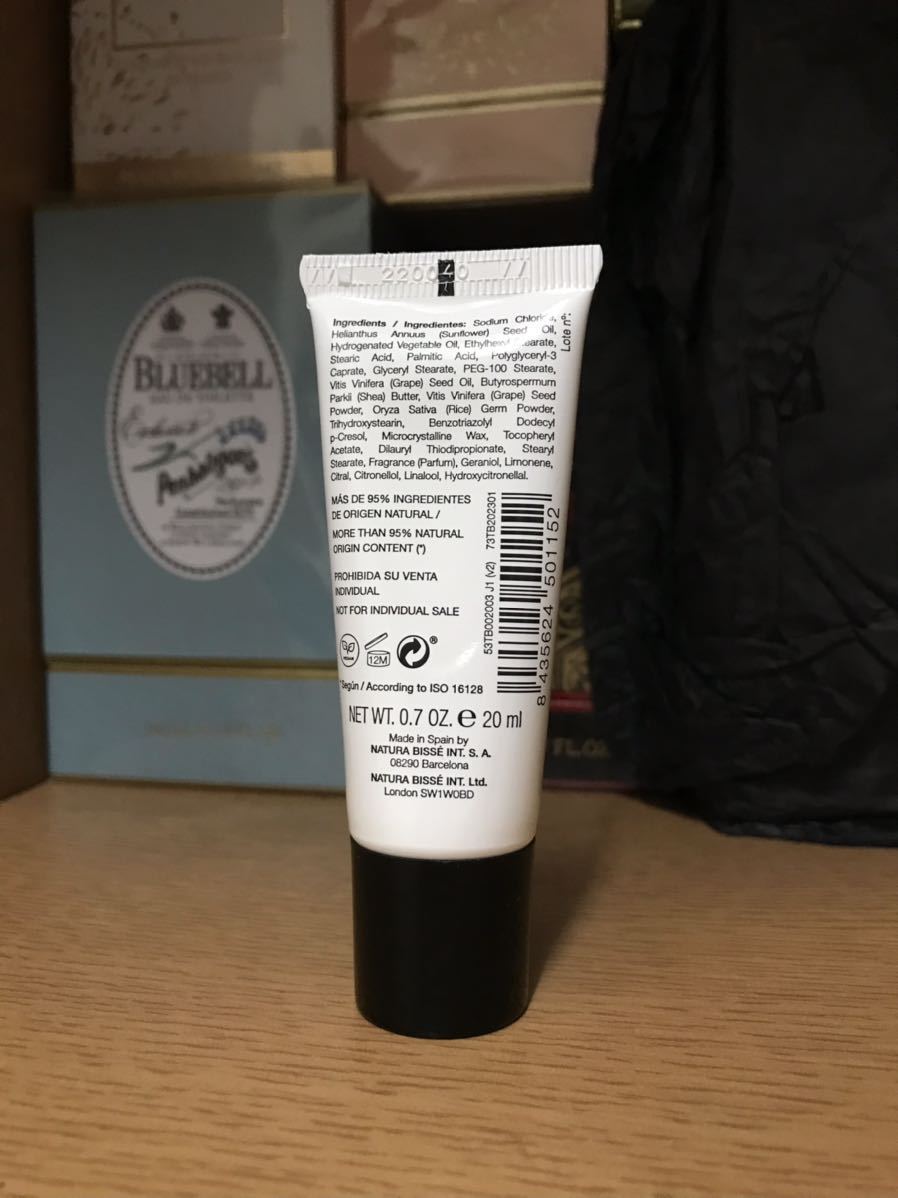 BLUEBELL
EAU DE TOILETTE
Penhaligon's
220040
Ingredients / Ingredientes: Sodium Chloride,
Helianthus Annuus (Sunflower) Seed Oil,
Hydrogenated Vegetable Oil, Ethylhexyl Stearate,
Stearic Acid, Palmitic Acid, Polyglyceryl-3
Caprate, Glyceryl Stearate, PEG-100 Stearate,
Vitis Vinifera (Grape) Seed Oil, Butyrospermum
Parkii (Shea) Butter, Vitis Vinifera (Grape) Seed
Powder, Oryza Sativa (Rice) Germ Powder,
Trihydroxystearin, Benzotriazolyl Dodecyl
p-Cresol, Microcrystalline Wax, Tocopheryl
Acetate, Dilauryl Thiodipropionate, Stearyl
Stearate, Fragrance (Parfum), Geraniol, Limonene,
Citral, Citronellol, Linalool, Hydroxycitronellal.
Lote nº:
MÁS DE 95% INGREDIENTES
DE ORIGEN NATURAL /
MORE THAN 95% NATURAL
ORIGIN CONTENT (*)
PROHIBIDA SU VENTA
INDIVIDUAL
NOT FOR INDIVIDUAL SALE
12M
®
53TB002003 J1 (v2) 73TB202301
8 435624 501152
*Según / According to ISO 16128
NET WT. 0.7 OZ. e 20 ml
Made in Spain by
NATURA BISSÉ INT. S. A.
08290 Barcelona
NATURA BISSÉ INT. Ltd.
London SW1W0BD
FL.OZ